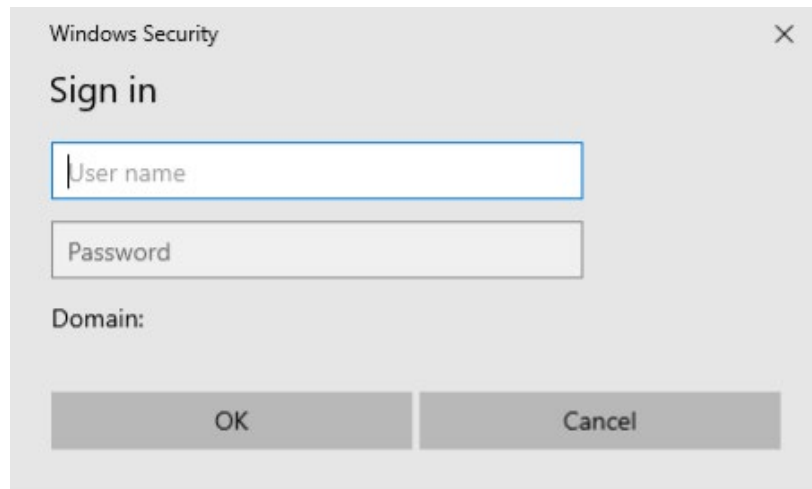 Windows Security
Sign in
User name
Password
Domain:
OK Cancel